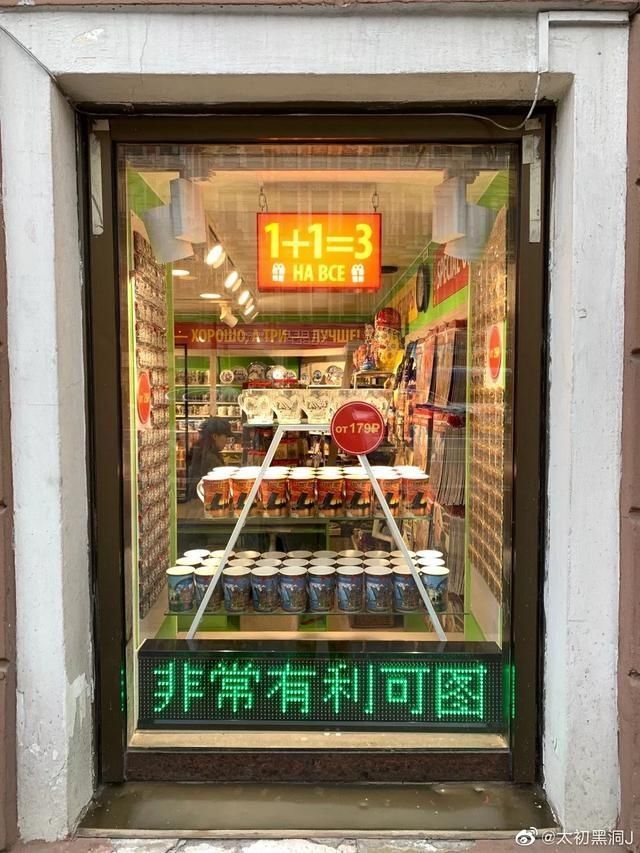 1+1=3
НА ВСЕ
ХОРОШО, А ТРИ ЛУЧШЕ!
от 179₽
非常有利可图
@太初黑洞J